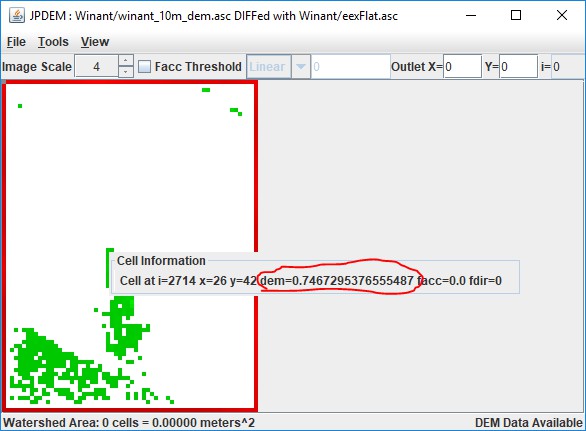 JPDEM : Winant/winant_10m_dem.asc DIFFed with Winant/eexFlat.asc
File Tools View
Image Scale 4 Facc Threshold Linear 0 Outlet X= 0 Y= 0 i= 0
Cell Information
Cell at i=2714 x=26 y=42 dem=0.7467295376555487 facc=0.0 fdir=0
Watershed Area: 0 cells = 0.00000 meters^2 DEM Data Available